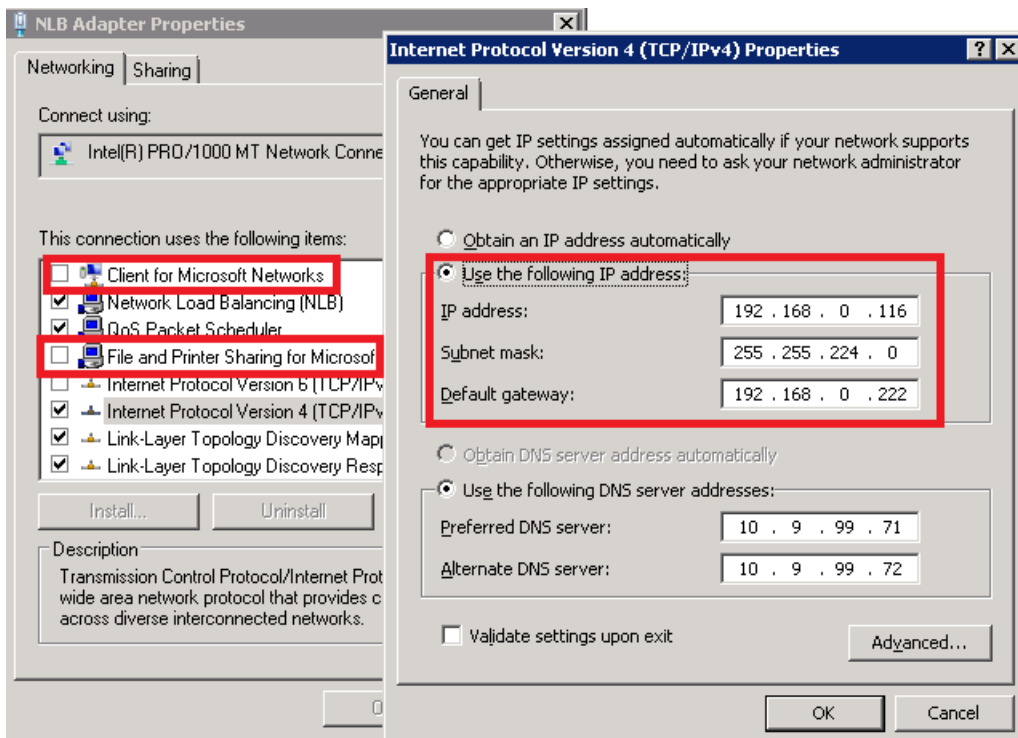 NLB Adapter Properties
Networking
Sharing
Connect using:
Intel(R) PRO/1000 MT Network Conne
This connection uses the following items:
Client for Microsoft Networks
Network Load Balancing (NLB)
QoS Packet Scheduler
File and Printer Sharing for Microsof
Internet Protocol Version 6 (TCP/IPv
Internet Protocol Version 4 (TCP/IPv
Link-Layer Topology Discovery Map
Link-Layer Topology Discovery Resp
Install...
Uninstall
Description
Transmission Control Protocol/Internet Prot
wide area network protocol that provides c
across diverse interconnected networks.
Internet Protocol Version 4 (TCP/IPv4) Properties
General
You can get IP settings assigned automatically if your network supports
this capability. Otherwise, you need to ask your network administrator
for the appropriate IP settings.
Obtain an IP address automatically
Use the following IP address:
IP address: 192 . 168 . 0 . 116
Subnet mask: 255 . 255 . 224 . 0
Default gateway: 192 . 168 . 0 . 222
Obtain DNS server address automatically
Use the following DNS server addresses:
Preferred DNS server: 10 . 9 . 99 . 71
Alternate DNS server: 10 . 9 . 99 . 72
Validate settings upon exit
Advanced...
OK
Cancel